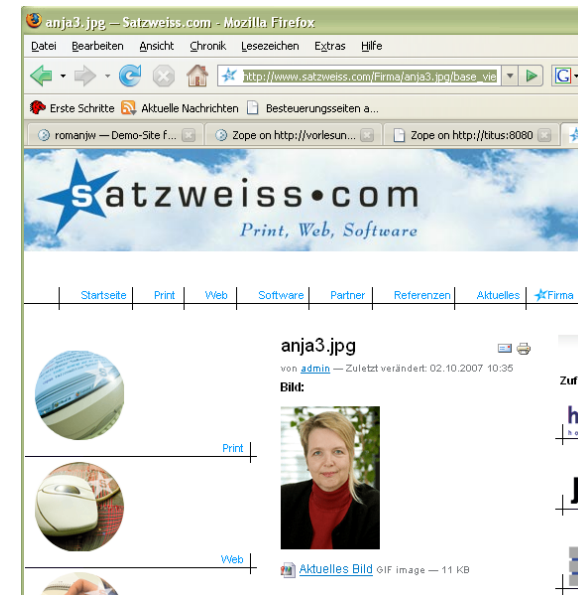 anja3.jpg — Satzweiss.com - Mozilla Firefox
Datei Bearbeiten Ansicht Chronik Lesezeichen Extras Hilfe
http://www.satzweiss.com/Firma/anja3.jpg/base_vie
G
Erste Schritte Aktuelle Nachrichten Besteuerungsseiten a...
romanjw — Demo-Site f... Zope on http://vorlesun... Zope on http://titus:8080
satzweiss•com
Print, Web, Software
Startseite Print Web Software Partner Referenzen Aktuelles Firma
anja3.jpg
von admin — Zuletzt verändert: 02.10.2007 10:35
Bild:
Zuf
h
Print
Web
Aktuelles Bild GIF image — 11 KB